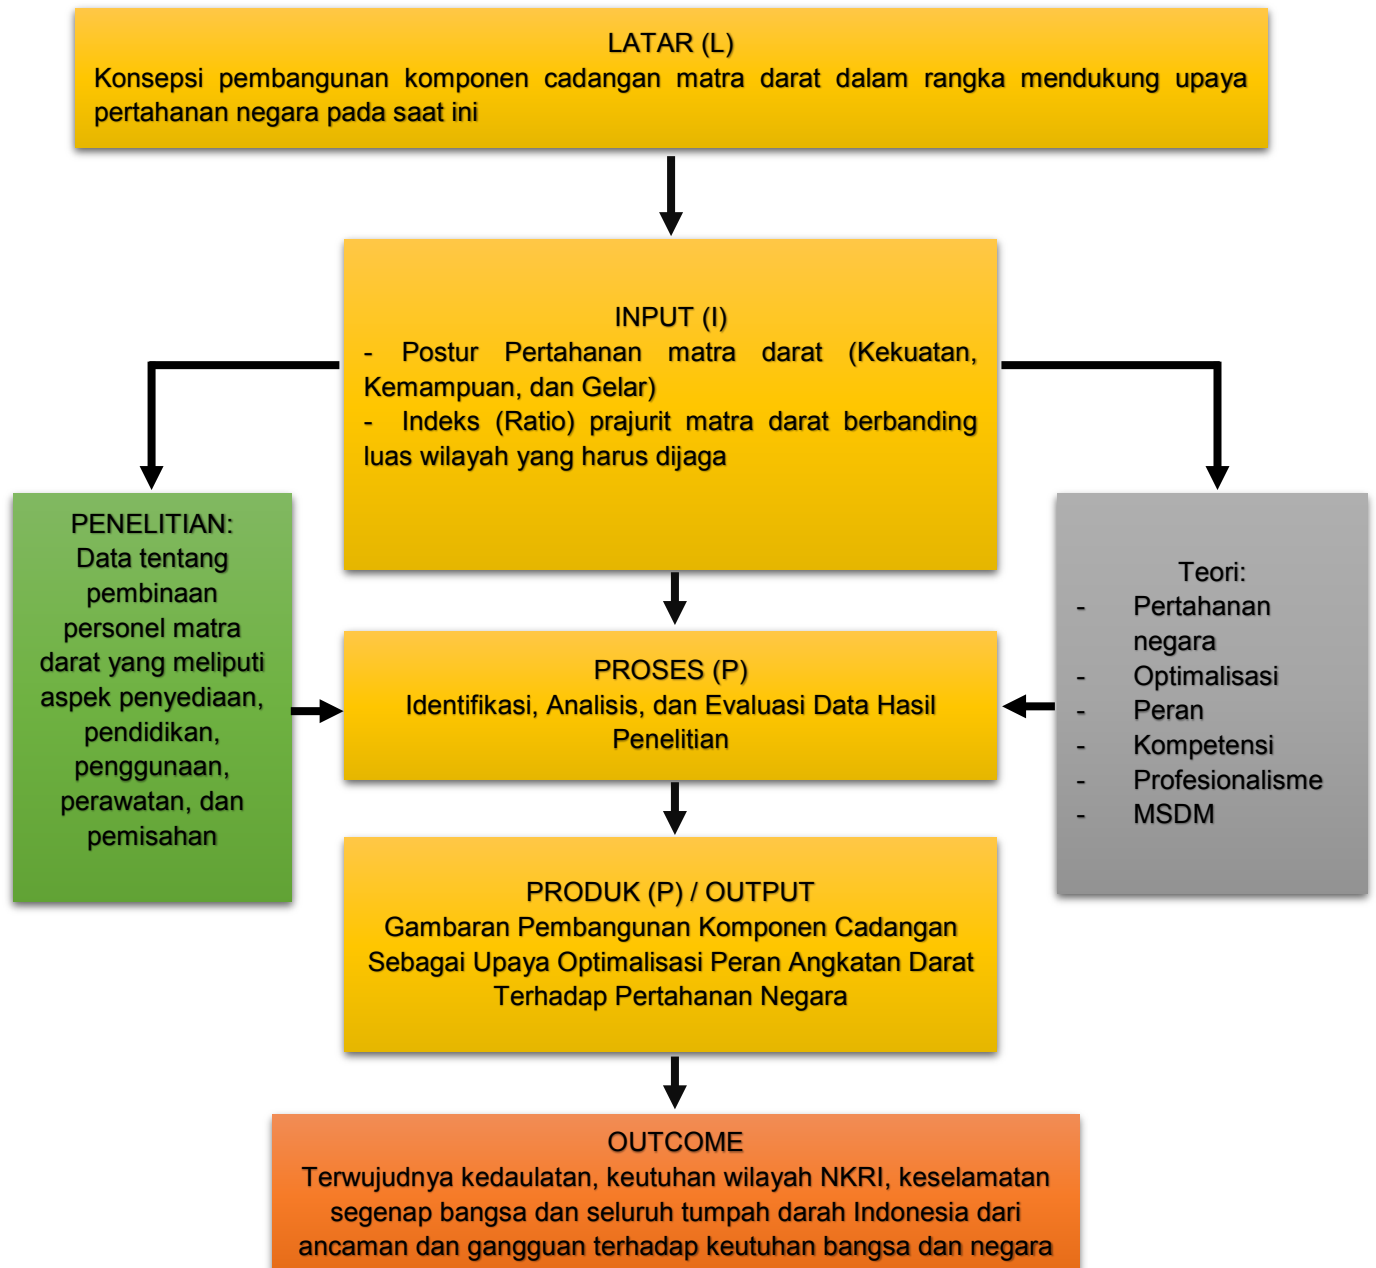 LATAR (L)
Konsepsi pembangunan komponen cadangan matra darat dalam rangka mendukung upaya
pertahanan negara pada saat ini
INPUT (I)
- Postur Pertahanan matra darat (Kekuatan,
Kemampuan, dan Gelar)
- Indeks (Ratio) prajurit matra darat berbanding
luas wilayah yang harus dijaga
PENELITIAN:
Data tentang
pembinaan
personel matra
darat yang meliputi
aspek penyediaan,
pendidikan,
penggunaan,
perawatan, dan
pemisahan
Teori:
- Pertahanan
negara
- Optimalisasi
- Peran
- Kompetensi
- Profesionalisme
- MSDM
PROSES (P)
Identifikasi, Analisis, dan Evaluasi Data Hasil
Penelitian
PRODUK (P) / OUTPUT
Gambaran Pembangunan Komponen Cadangan
Sebagai Upaya Optimalisasi Peran Angkatan Darat
Terhadap Pertahanan Negara
OUTCOME
Terwujudnya kedaulatan, keutuhan wilayah NKRI, keselamatan
segenap bangsa dan seluruh tumpah darah Indonesia dari
ancaman dan gangguan terhadap keutuhan bangsa dan negara